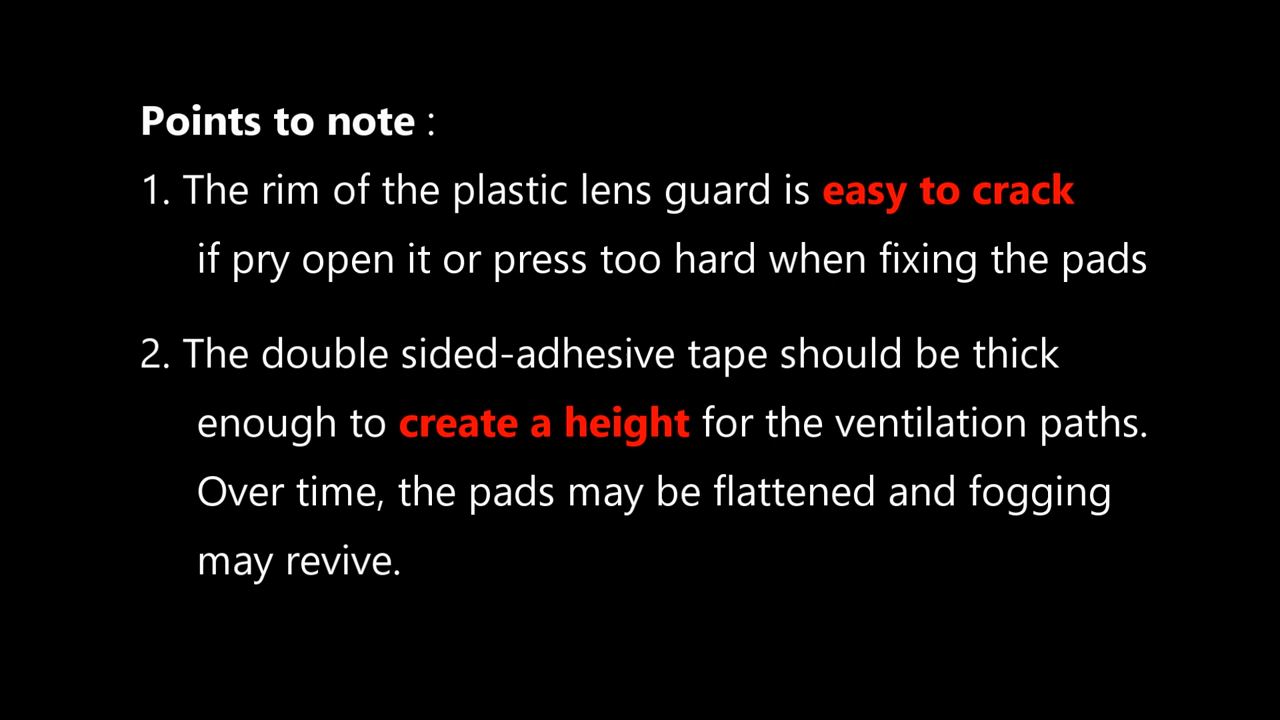 Points to note :
1. The rim of the plastic lens guard is easy to crack
if pry open it or press too hard when fixing the pads
2. The double sided-adhesive tape should be thick
enough to create a height for the ventilation paths.
Over time, the pads may be flattened and fogging
may revive.